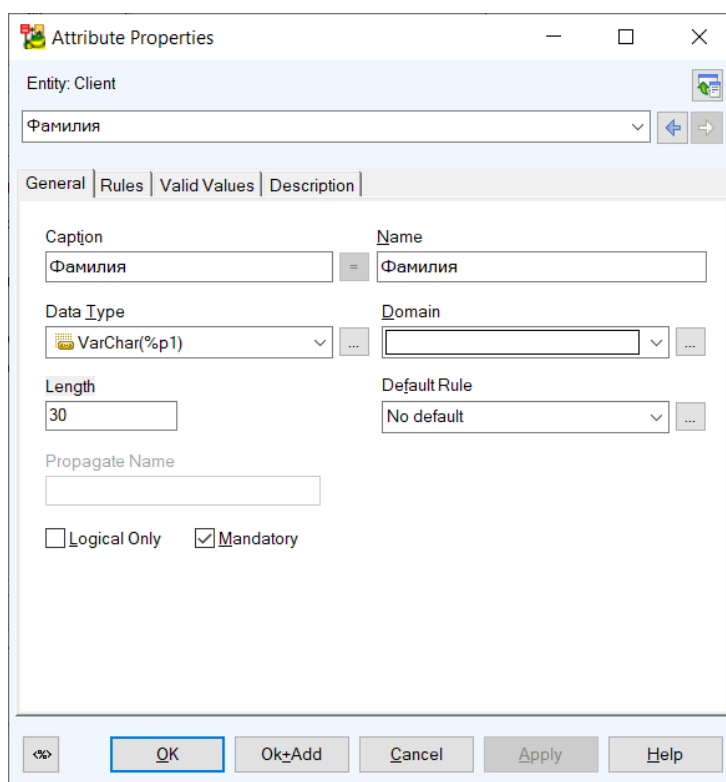 Attribute Properties
Entity: Client
Фамилия
General Rules Valid Values Description
Caption Name
Фамилия = Фамилия
Data Type Domain
VarChar(%p1) ... ...
Length Default Rule
30 No default ...
Propagate Name
Logical Only Mandatory
<%> OK Ok+Add Cancel Apply Help